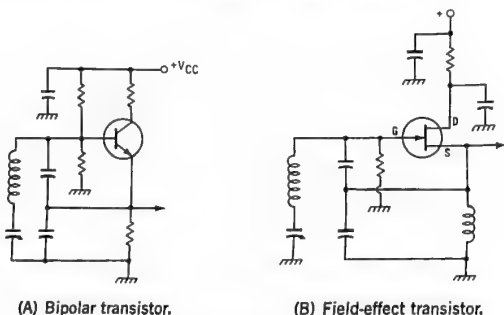 +VCC
+
D
G
S
(A) Bipolar transistor.
(B) Field-effect transistor.